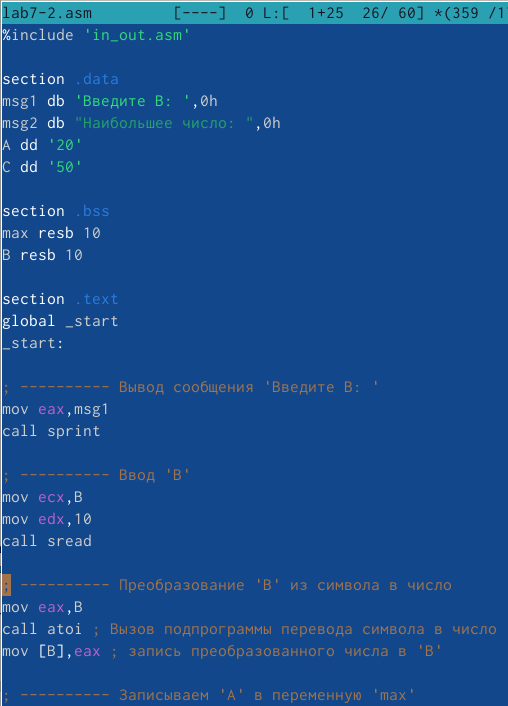 lab7-2.asm [----] 0 L:[ 1+25 26/ 60] *(359 /1
%include 'in_out.asm'
section .data
msg1 db 'Введите B: ',0h
msg2 db "Наибольшее число: ",0h
A dd '20'
C dd '50'
section .bss
max resb 10
B resb 10
section .text
global _start
_start:
; ---------- Вывод сообщения 'Введите B: '
mov eax,msg1
call sprint
; ---------- Ввод 'B'
mov ecx,B
mov edx,10
call sread
; ---------- Преобразование 'B' из символа в число
mov eax,B
call atoi ; Вызов подпрограммы перевода символа в число
mov [B],eax ; запись преобразованного числа в 'B'
; ---------- Записываем 'A' в переменную 'max'